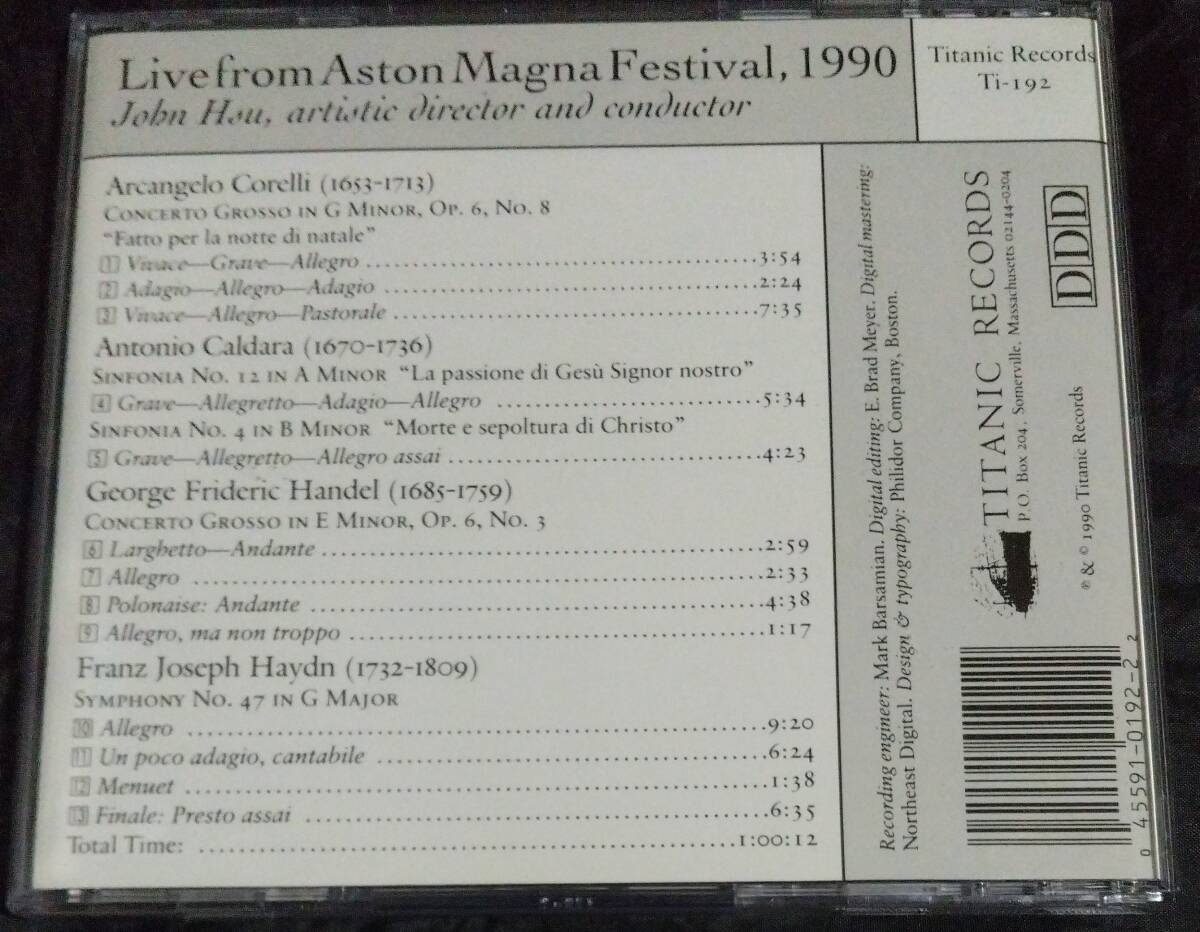 Live from Aston Magna Festival, 1990
John Hsu, artistic director and conductor
Titanic Records
Ti-192
Arcangelo Corelli (1653-1713)
Concerto Grosso in G Minor, Op. 6, No. 8
"Fatto per la notte di natale"
1 Vivace—Grave—Allegro 3:54
2 Adagio—Allegro—Adagio 2:24
3 Vivace—Allegro—Pastorale 7:35
Antonio Caldara (1670-1736)
Sinfonia No. 12 in A Minor "La passione di Gesù Signor nostro"
4 Grave—Allegretto—Adagio—Allegro 5:34
Sinfonia No. 4 in B Minor "Morte e sepoltura di Christo"
5 Grave—Allegretto—Allegro assai 4:23
George Frideric Handel (1685-1759)
Concerto Grosso in E Minor, Op. 6, No. 3
6 Larghetto—Andante 2:59
7 Allegro 2:33
8 Polonaise: Andante 4:38
9 Allegro, ma non troppo 1:17
Franz Joseph Haydn (1732-1809)
Symphony No. 47 in G Major
10 Allegro 9:20
11 Un poco adagio, cantabile 6:24
12 Menuet 1:38
13 Finale: Presto assai 6:35
Total Time: 1:00:12
Recording engineer: Mark Barsamian. Digital editing: E. Brad Meyer. Digital mastering:
Northeast Digital. Design & typography: Philidor Company, Boston.
TITANIC RECORDS
P.O. Box 204, Somerville, Massachusetts 02144-0204
DDD
℗ & © 1990 Titanic Records
0 45591-0192-2 2